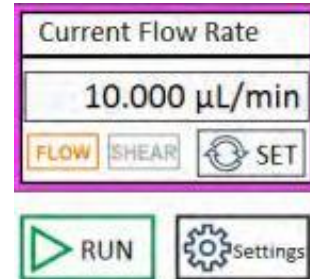 Current Flow Rate
10.000 µL/min
FLOW SHEAR SET
RUN Settings